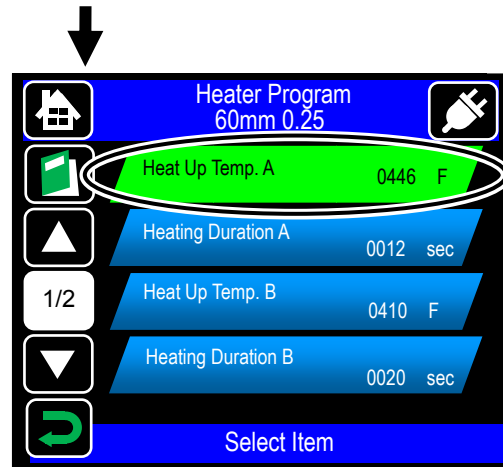 Heater Program
60mm 0.25
Heat Up Temp. A 0446 F
Heating Duration A 0012 sec
1/2
Heat Up Temp. B 0410 F
Heating Duration B 0020 sec
Select Item